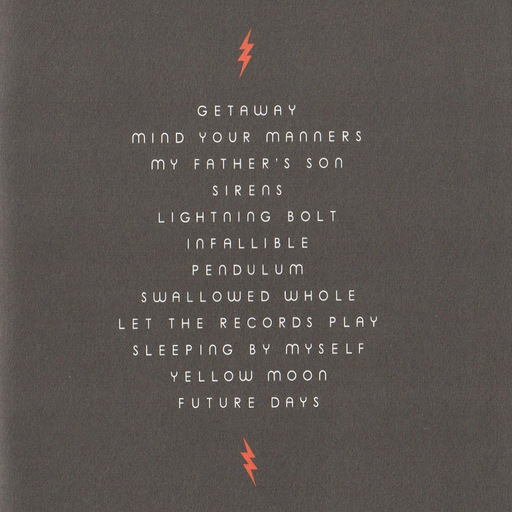 GETAWAY
MIND YOUR MANNERS
MY FATHER'S SON
SIRENS
LIGHTNING BOLT
INFALLIBLE
PENDULUM
SWALLOWED WHOLE
LET THE RECORDS PLAY
SLEEPING BY MYSELF
YELLOW MOON
FUTURE DAYS